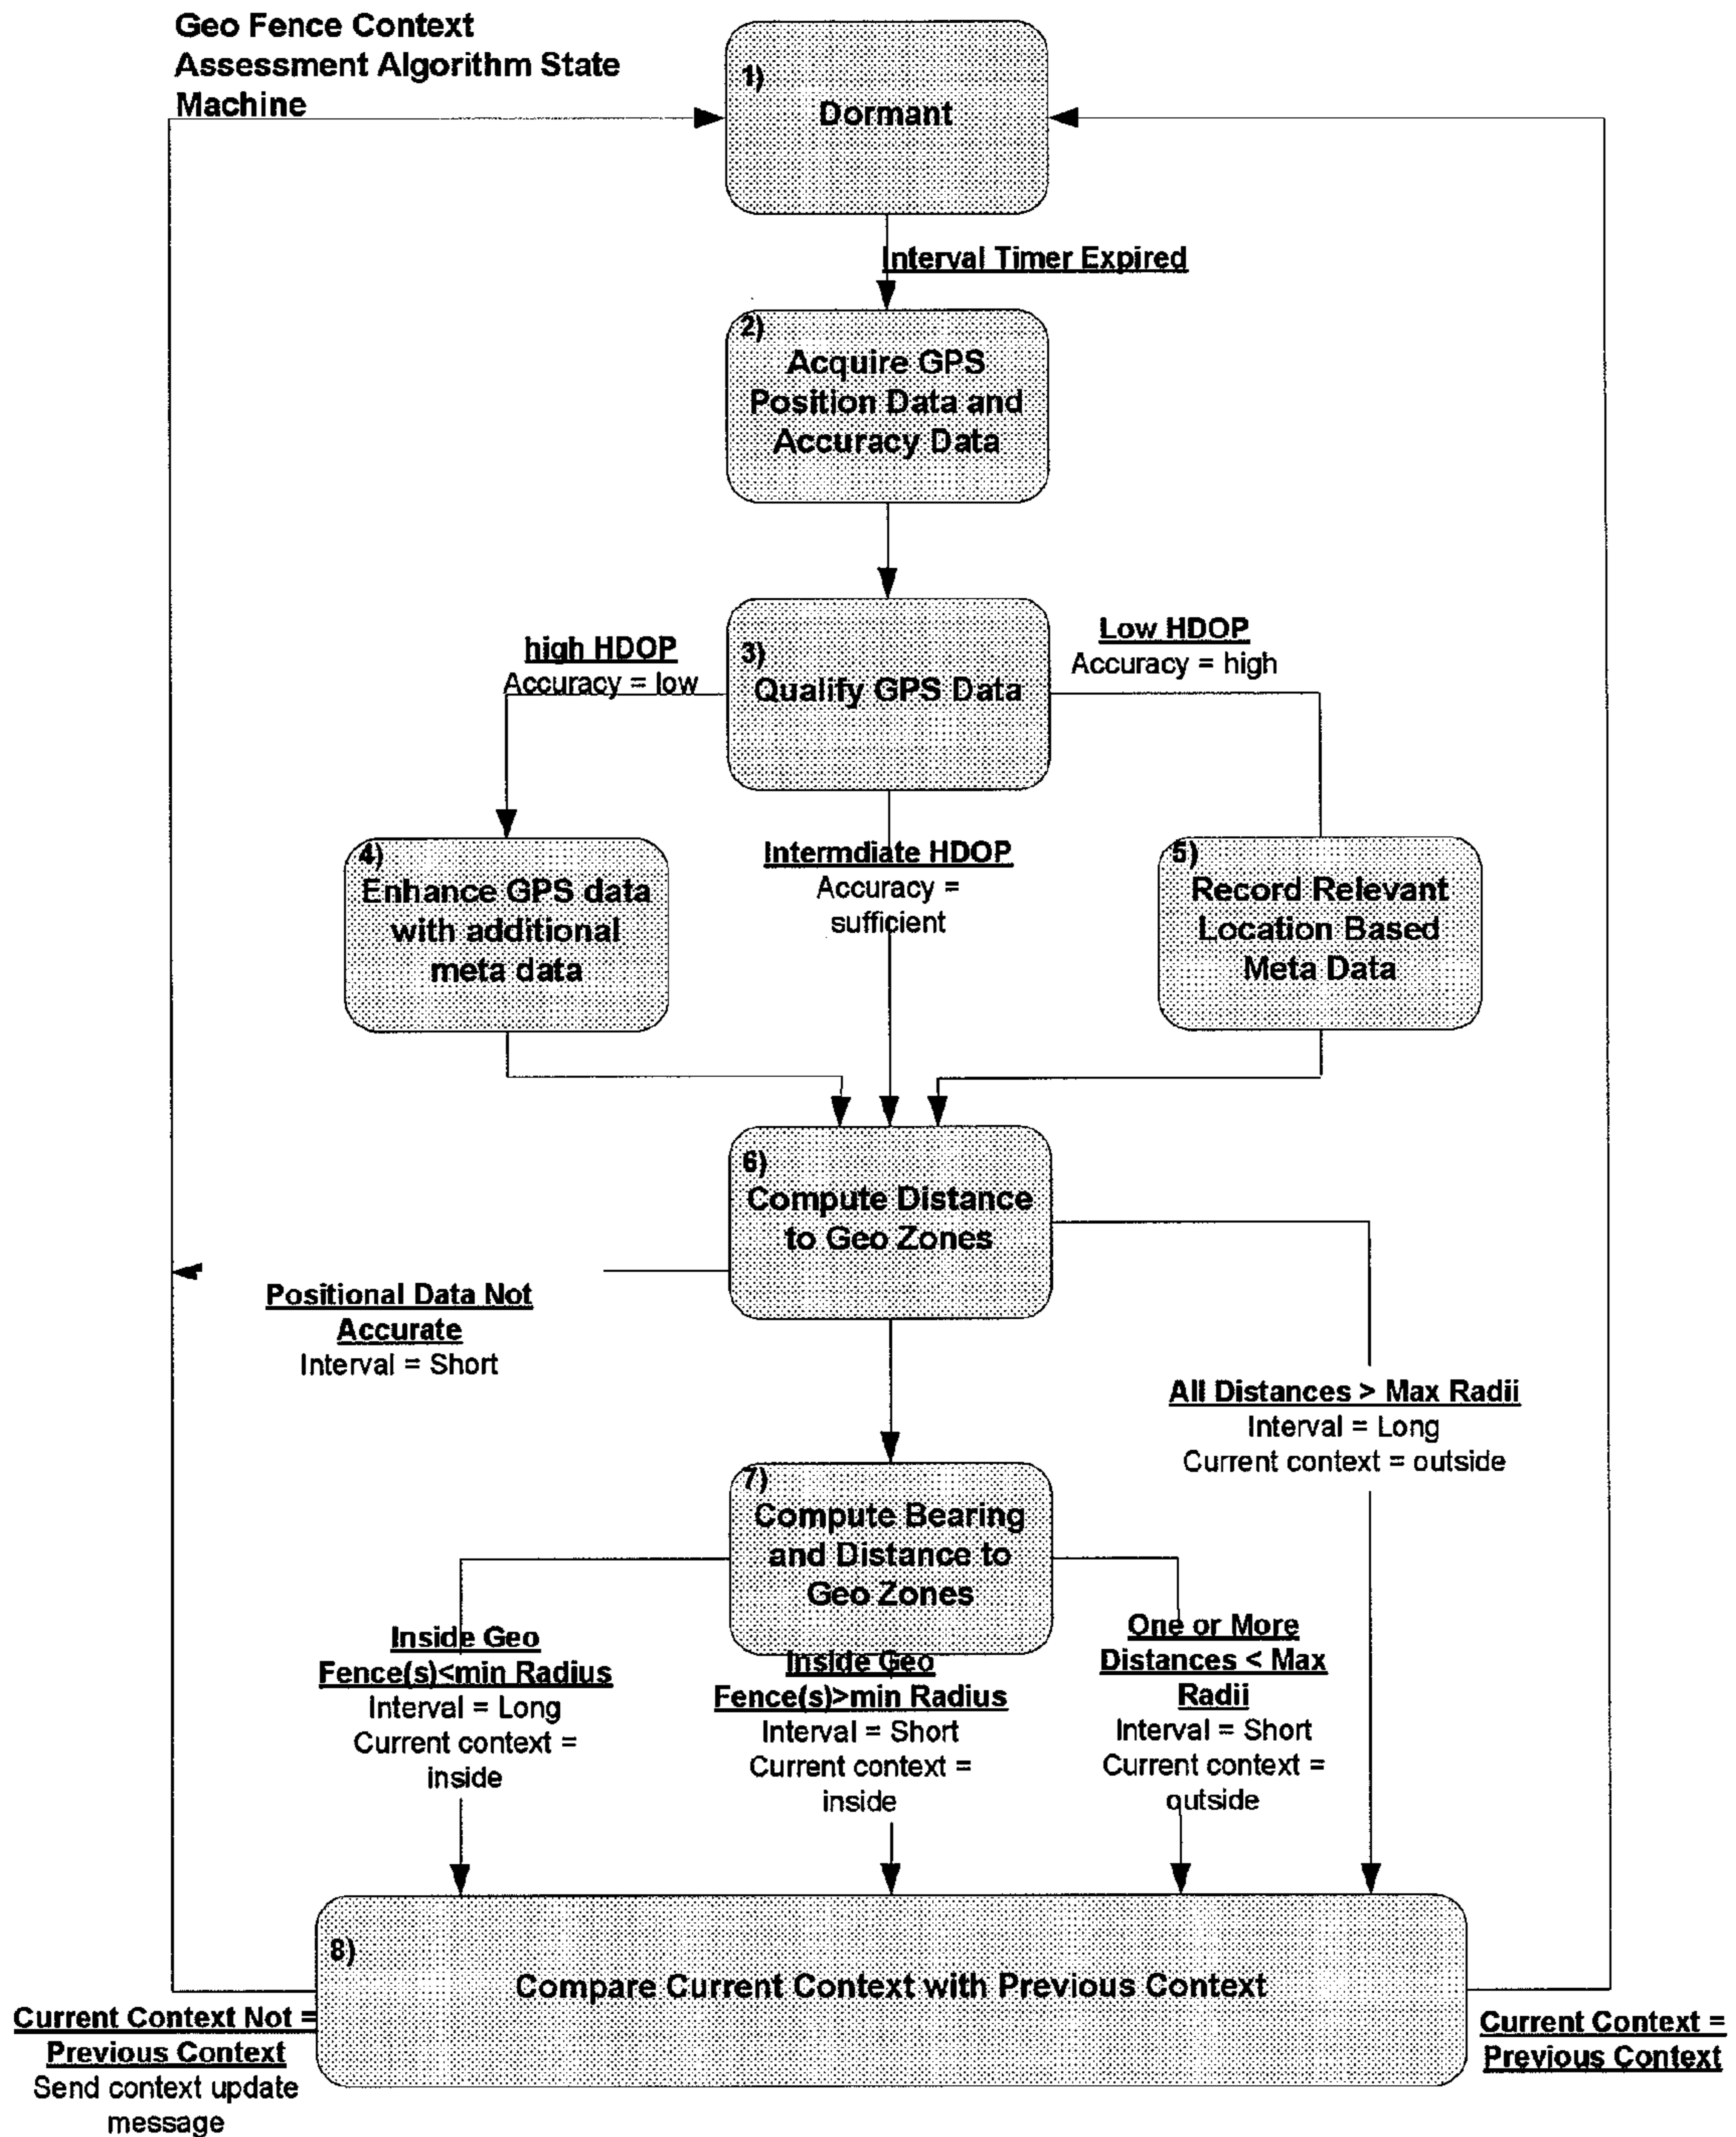 Geo Fence Context
Assessment Algorithm State
Machine
1)
Dormant
Interval Timer Expired
2)
Acquire GPS
Position Data and
Accuracy Data
high HDOP
Accuracy = low
3)
Qualify GPS Data
Low HDOP
Accuracy = high
4)
Enhance GPS data
with additional
meta data
Intermdiate HDOP
Accuracy =
sufficient
5)
Record Relevant
Location Based
Meta Data
6)
Compute Distance
to Geo Zones
Positional Data Not
Accurate
Interval = Short
All Distances > Max Radii
Interval = Long
Current context = outside
7)
Compute Bearing
and Distance to
Geo Zones
Inside Geo
Fence(s)<min Radius
Interval = Long
Current context =
inside
Inside Geo
Fence(s)>min Radius
Interval = Short
Current context =
inside
One or More
Distances < Max
Radii
Interval = Short
Current context =
outside
8)
Compare Current Context with Previous Context
Current Context Not =
Previous Context
Send context update
message
Current Context =
Previous Context